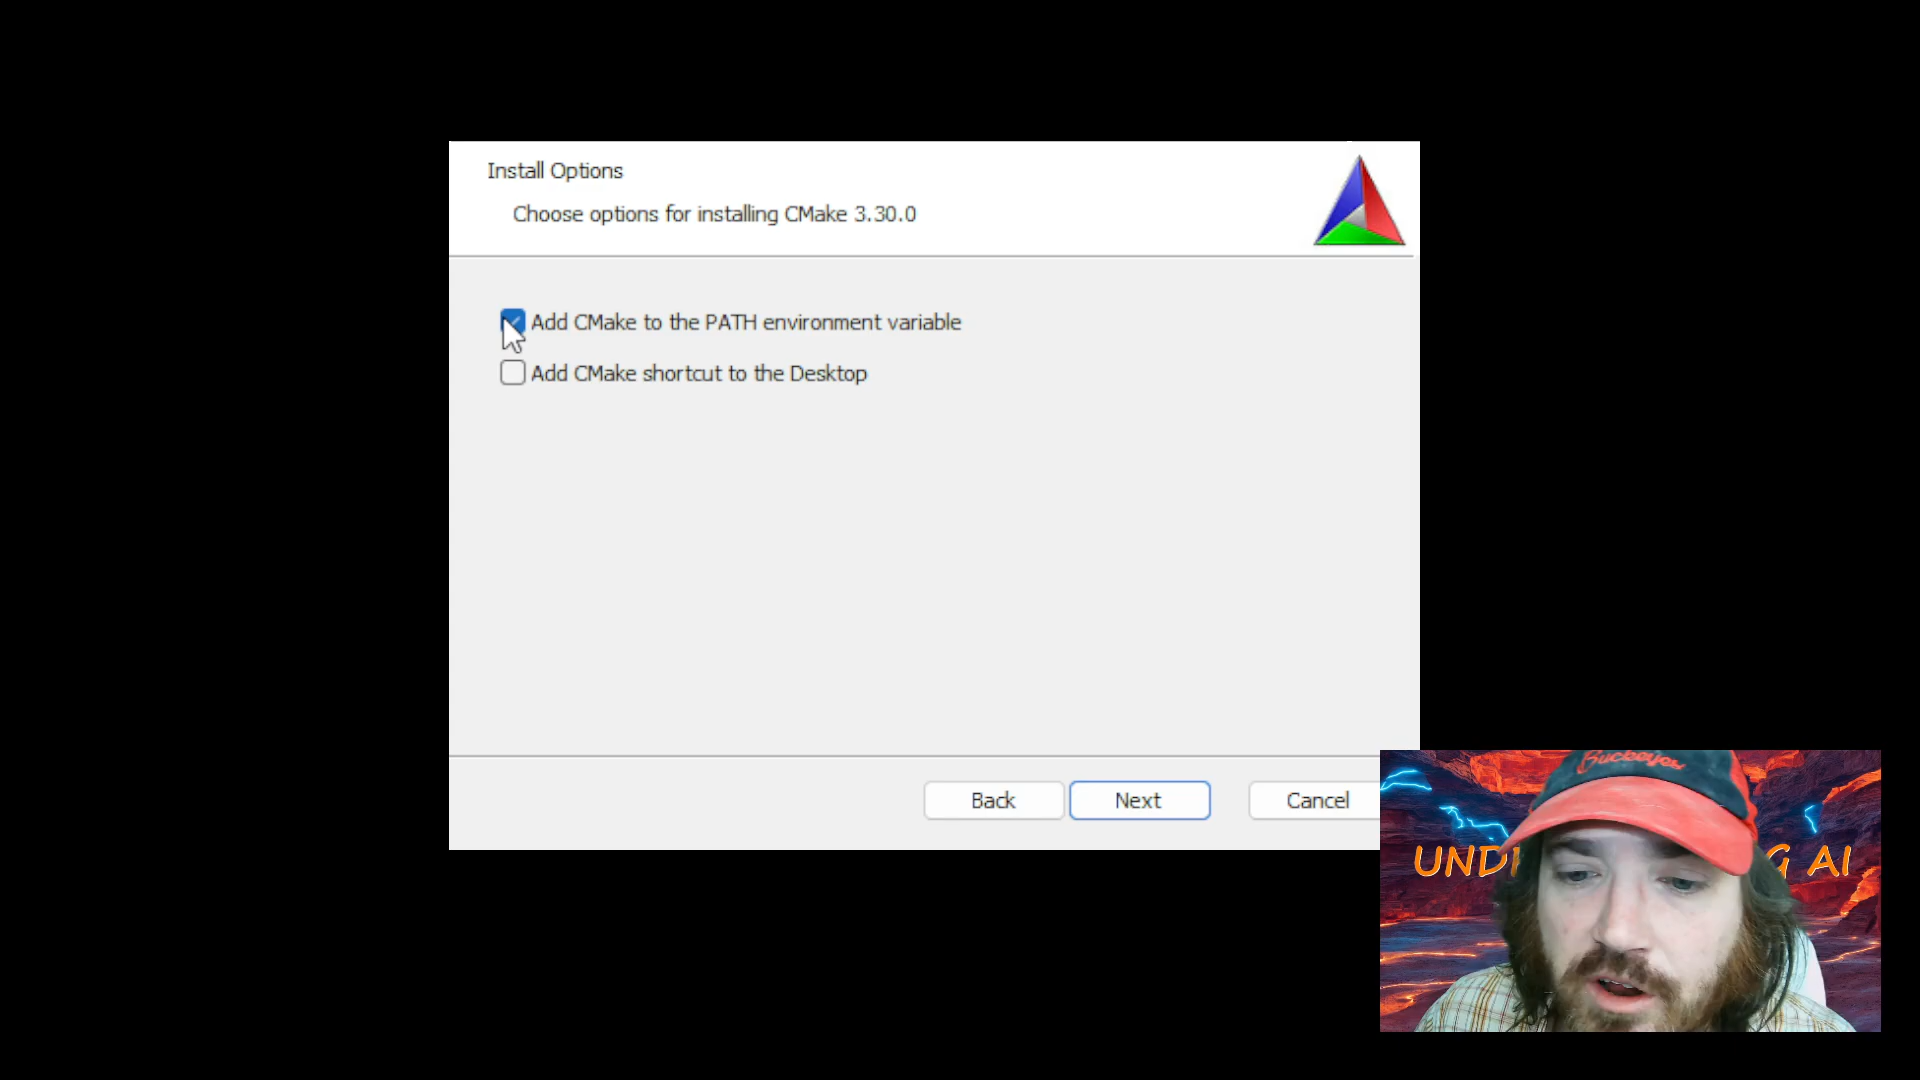 Install Options
Choose options for installing CMake 3.30.0
Add CMake to the PATH environment variable
Add CMake shortcut to the Desktop
Back
Next
Cancel
Buckeyes
AI